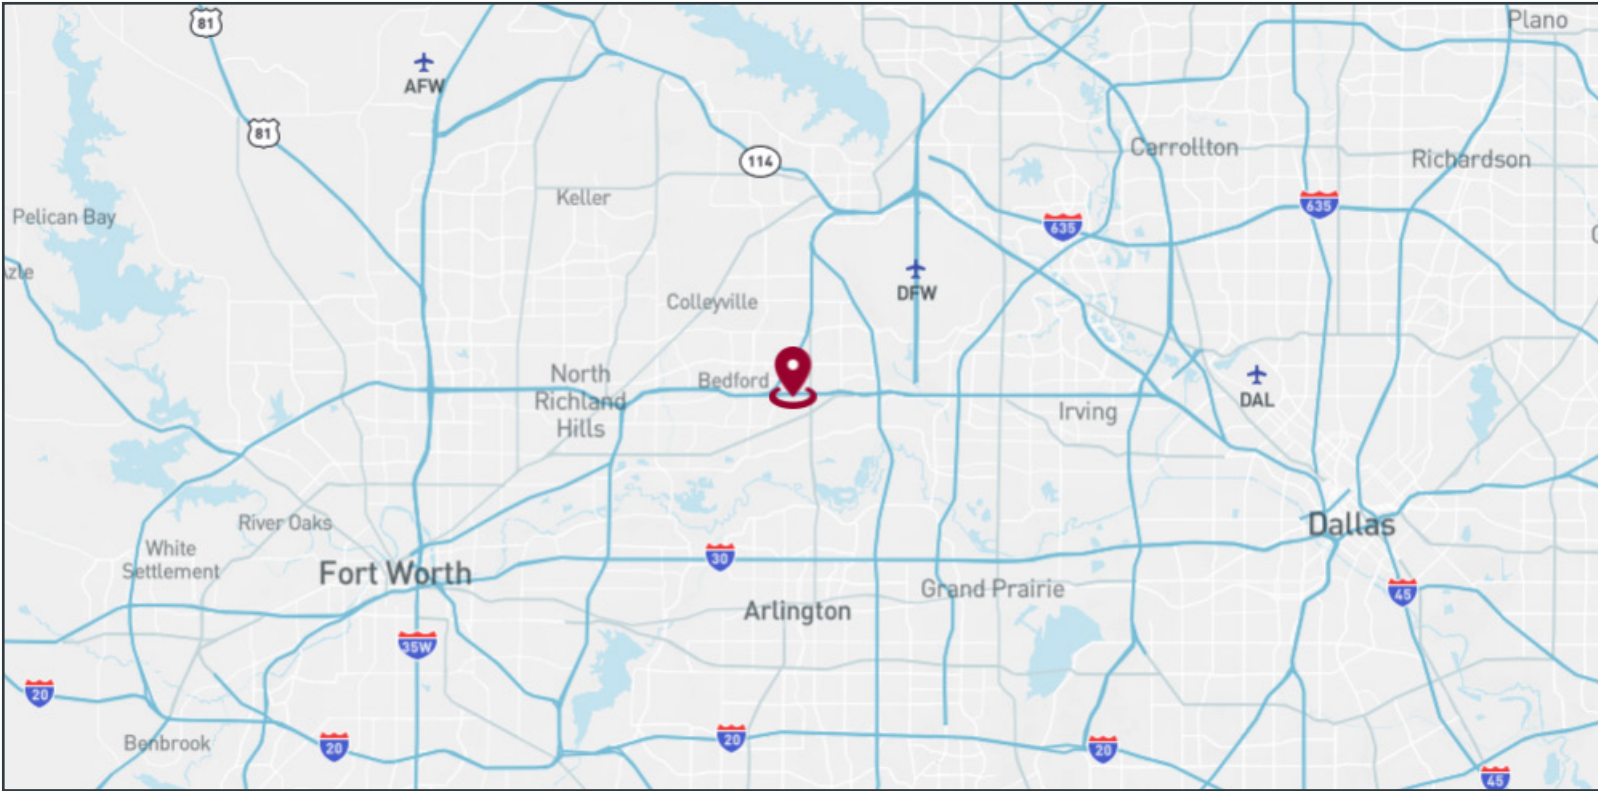 81
Plano
AFW
81
Carrollton
114
Richardson
Keller
635
Pelican Bay
635
Azle
DFW
Colleyville
North
Richland
Hills
Bedford
DAL
Irving
River Oaks
Dallas
White
Settlement
30
Fort Worth
Grand Prairie
45
Arlington
35W
20
20
20
20
Benbrook
45